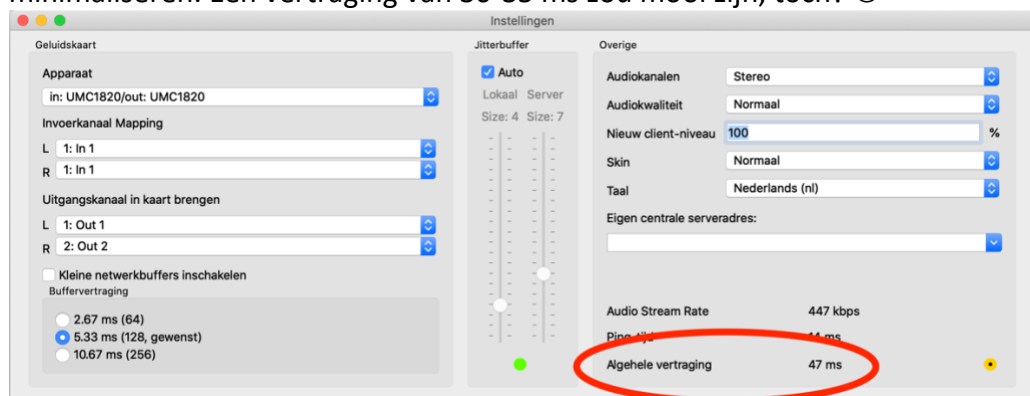 minimaliseren. Een vertraging van ms zou mooi zijn, toch?
Instellingen
Geluidskaart
Apparaat
in: UMC1820/out: UMC1820
Invoerkanaal Mapping
L 1: In 1
R 1: In 1
Uitgangskanaal in kaart brengen
L 1: Out 1
R 2: Out 2
Kleine netwerkbuffers inschakelen
Buffervertraging
2.67 ms (64)
5.33 ms (128, gewenst)
10.67 ms (256)
Jitterbuffer
Auto
Lokaal Server
Size: 4 Size: 7
Overige
Audiokanalen Stereo
Audiokwaliteit Normaal
Nieuw client-niveau 100 %
Skin Normaal
Taal Nederlands (nl)
Eigen centrale serveradres:
Audio Stream Rate 447 kbps
Ping-tijd ms
Algehele vertraging 47 ms